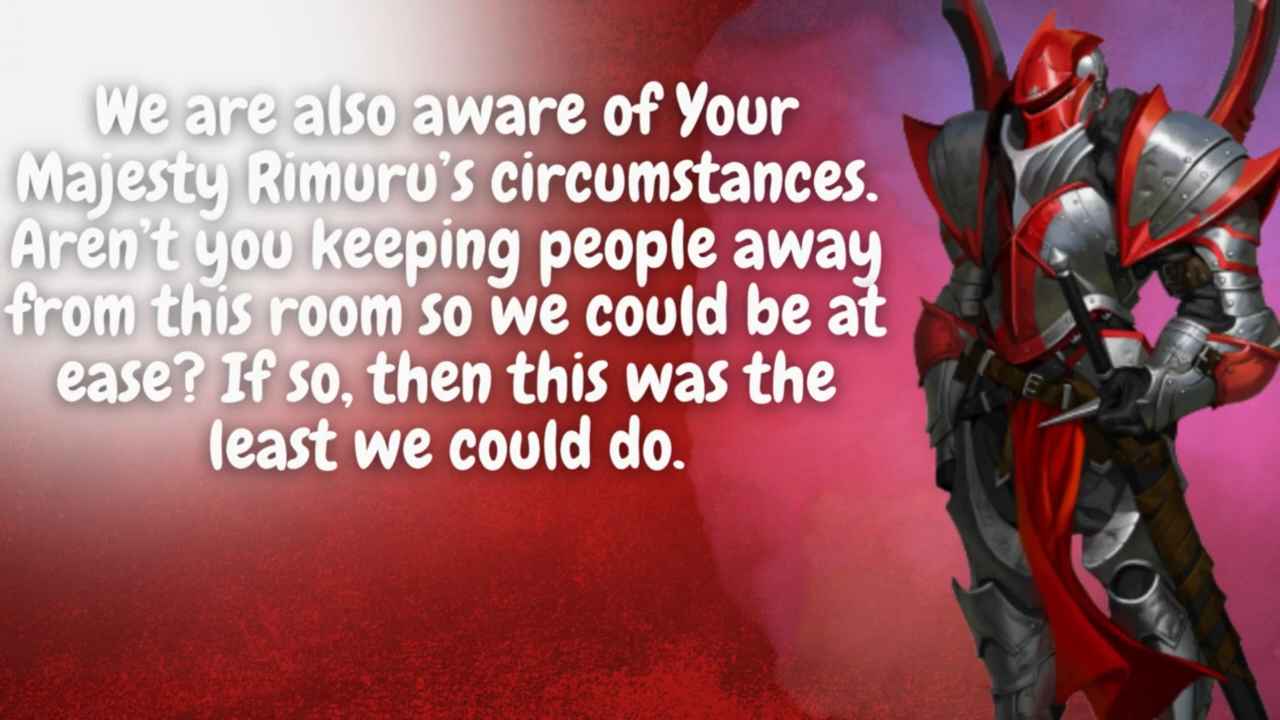 We are also aware of Your
Majesty Rimuru's circumstances.
Aren't you keeping people away
from this room so we could be at
ease? If so, then this was the
least we could do.